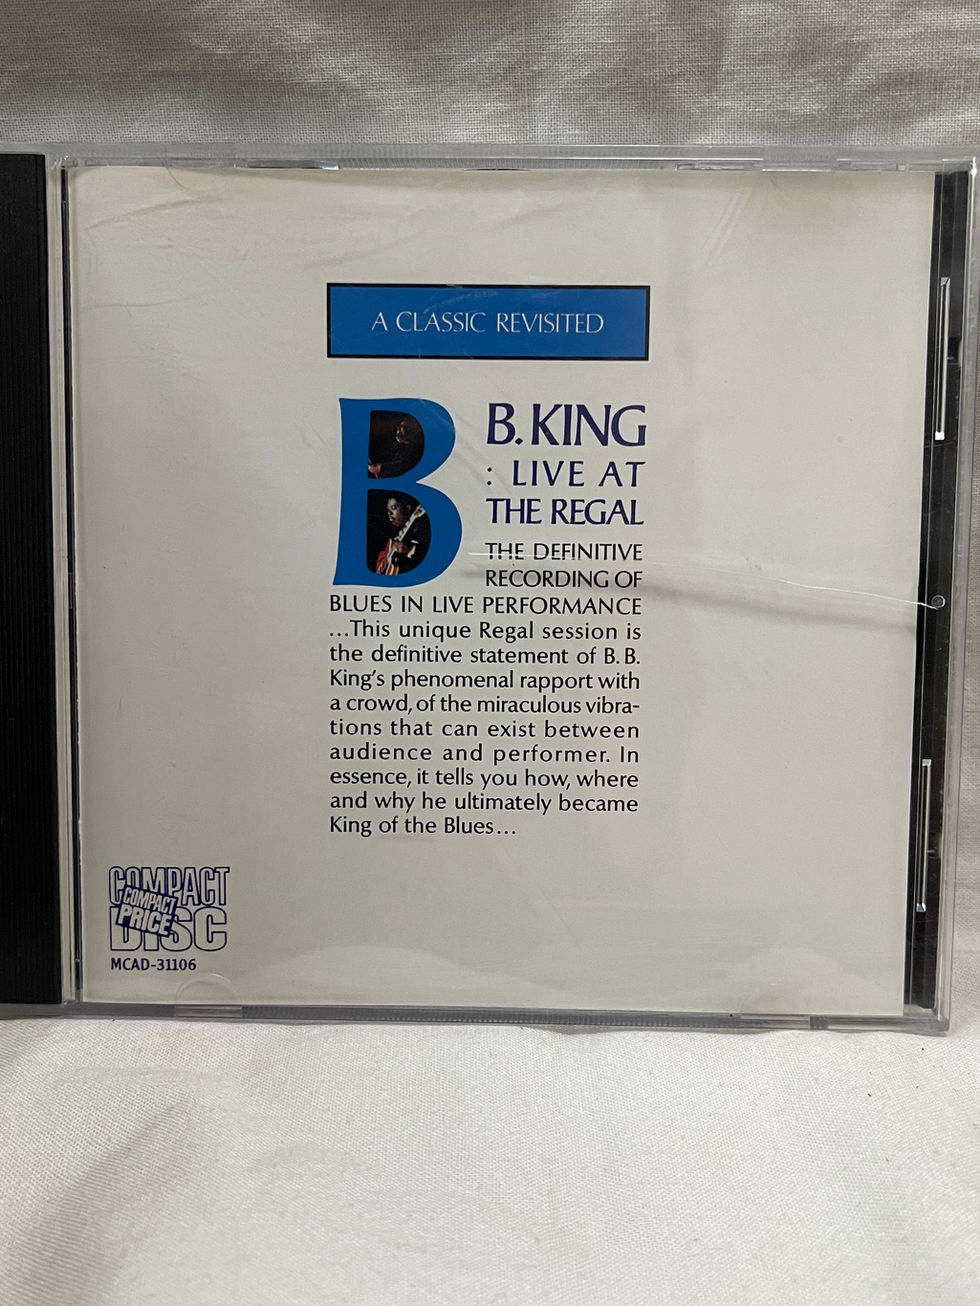 A CLASSIC REVISITED
B B. KING
: LIVE AT
THE REGAL
THE DEFINITIVE
RECORDING OF
BLUES IN LIVE PERFORMANCE
...This unique Regal session is
the definitive statement of B. B.
King's phenomenal rapport with
a crowd, of the miraculous vibra-
tions that can exist between
audience and performer. In
essence, it tells you how, where
and why he ultimately became
King of the Blues...
COMPACT
COMPACT
PRICE
DISC
MCAD-31106